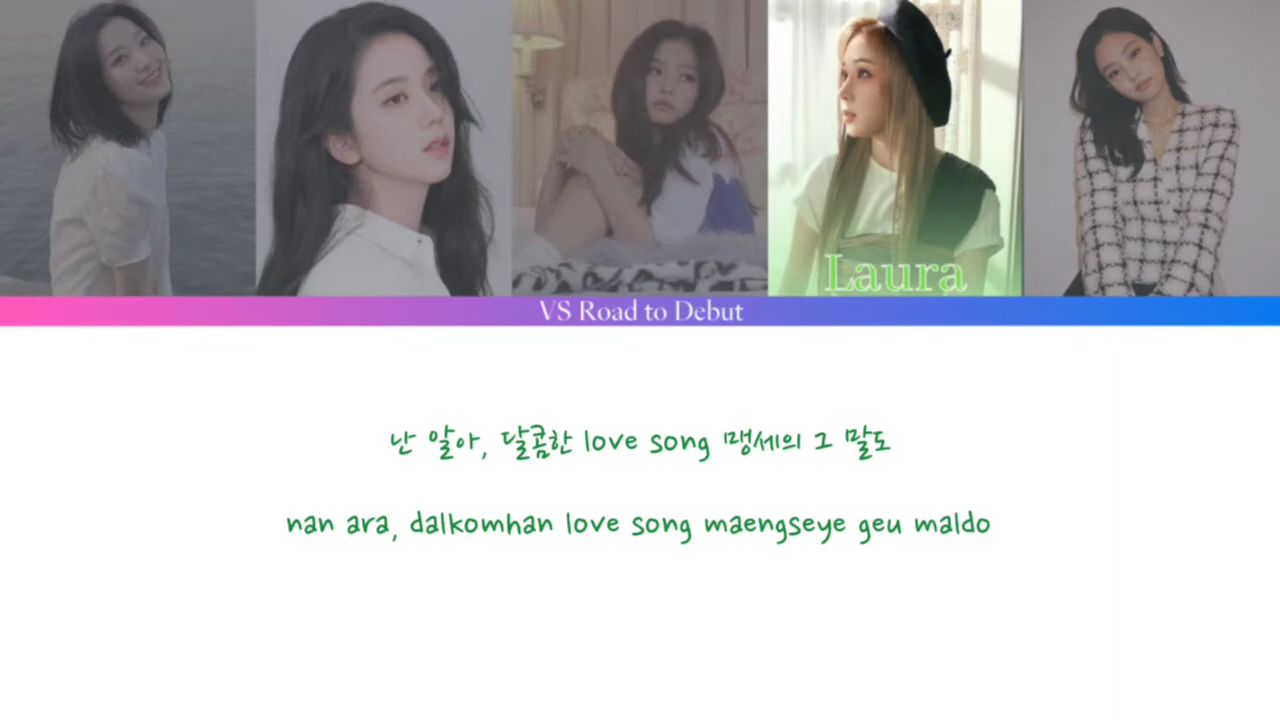 Laura
VS Road to Debut
난 알아, 달콤한 love song 맹세의 그 말도
nan ara, dalkomhan love song maengseye geu maldo